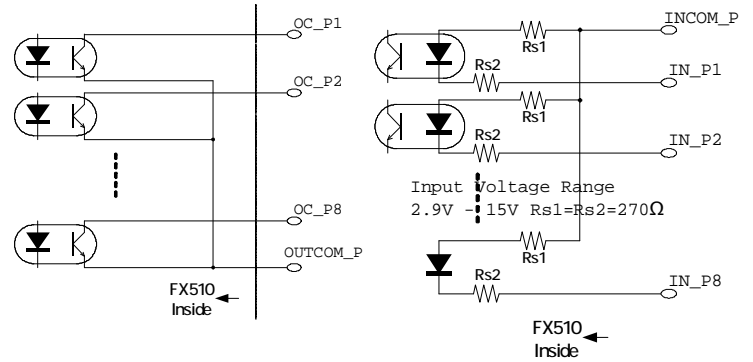 OC_P1
OC_P2
OC_P8
OUTCOM_P
FX510
Inside
INCOM_P
Rs1
Rs2
IN_P1
Rs1
Rs2
IN_P2
Input Voltage Range
2.9V - 15V Rs1=Rs2=270Ω
Rs1
Rs2
IN_P8
FX510
Inside